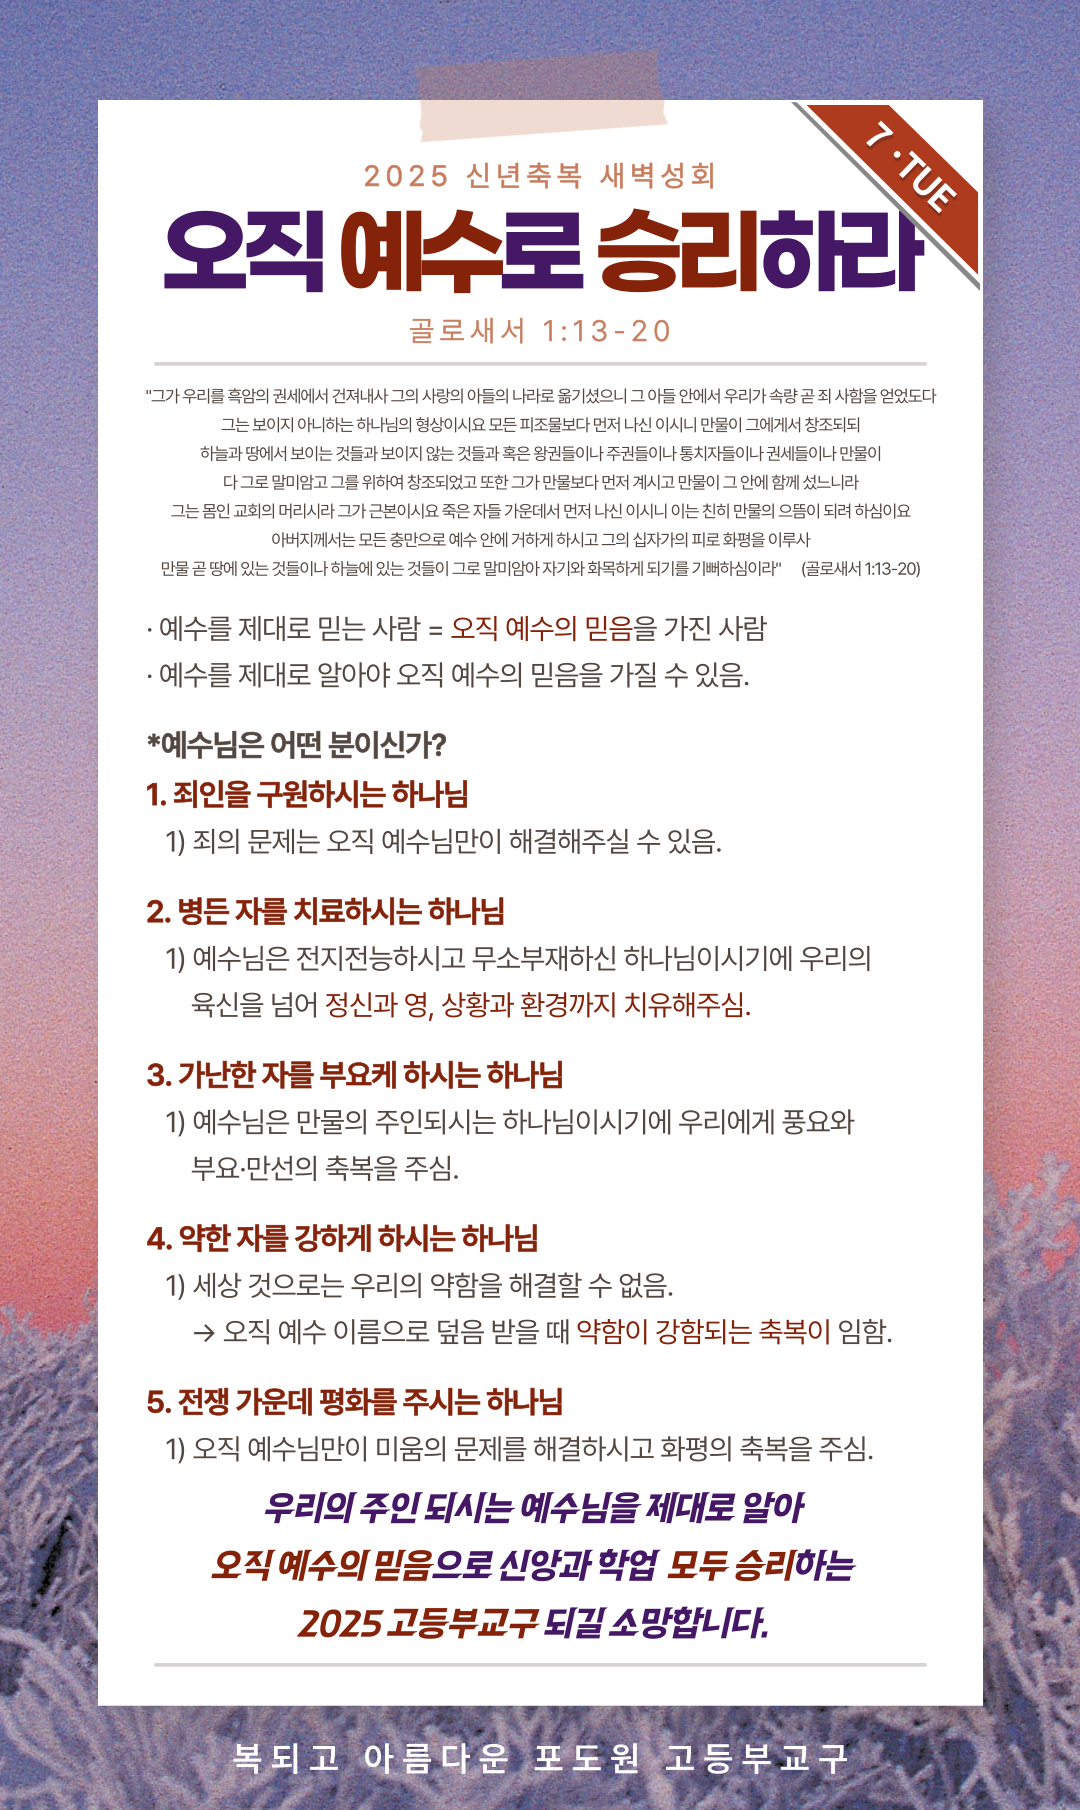 7·TUE
2025 신년축복 새벽성회
오직 예수로 승리하라
골로새서 1:13-20
"그가 우리를 흑암의 권세에서 건져내사 그의 사랑의 아들의 나라로 옮기셨으니 그 아들 안에서 우리가 속량 곧 죄 사함을 얻었도다
그는 보이지 아니하는 하나님의 형상이시요 모든 피조물보다 먼저 나신 이시니 만물이 그에게서 창조되되
하늘과 땅에서 보이는 것들과 보이지 않는 것들과 혹은 왕권들이나 주권들이나 통치자들이나 권세들이나 만물이
다 그로 말미암고 그를 위하여 창조되었고 또한 그가 만물보다 먼저 계시고 만물이 그 안에 함께 섰느니라
그는 몸인 교회의 머리시라 그가 근본이시요 죽은 자들 가운데서 먼저 나신 이시니 이는 친히 만물의 으뜸이 되려 하심이요
아버지께서는 모든 충만으로 예수 안에 거하게 하시고 그의 십자가의 피로 화평을 이루사
만물 곧 땅에 있는 것들이나 하늘에 있는 것들이 그로 말미암아 자기와 화목하게 되기를 기뻐하심이라" (골로새서 1:13-20)
· 예수를 제대로 믿는 사람 = 오직 예수의 믿음을 가진 사람
· 예수를 제대로 알아야 오직 예수의 믿음을 가질 수 있음.
*예수님은 어떤 분이신가?
1. 죄인을 구원하시는 하나님
1) 죄의 문제는 오직 예수님만이 해결해주실 수 있음.
2. 병든 자를 치료하시는 하나님
1) 예수님은 전지전능하시고 무소부재하신 하나님이시기에 우리의
육신을 넘어 정신과 영, 상황과 환경까지 치유해주심.
3. 가난한 자를 부요케 하시는 하나님
1) 예수님은 만물의 주인되시는 하나님이시기에 우리에게 풍요와
부요·만선의 축복을 주심.
4. 약한 자를 강하게 하시는 하나님
1) 세상 것으로는 우리의 약함을 해결할 수 없음.
→ 오직 예수 이름으로 덮음 받을 때 약함이 강함되는 축복이 임함.
5. 전쟁 가운데 평화를 주시는 하나님
1) 오직 예수님만이 미움의 문제를 해결하시고 화평의 축복을 주심.
우리의 주인 되시는 예수님을 제대로 알아
오직 예수의 믿음으로 신앙과 학업 모두 승리하는
2025 고등부교구 되길 소망합니다.
복되고 아름다운 포도원 고등부교구